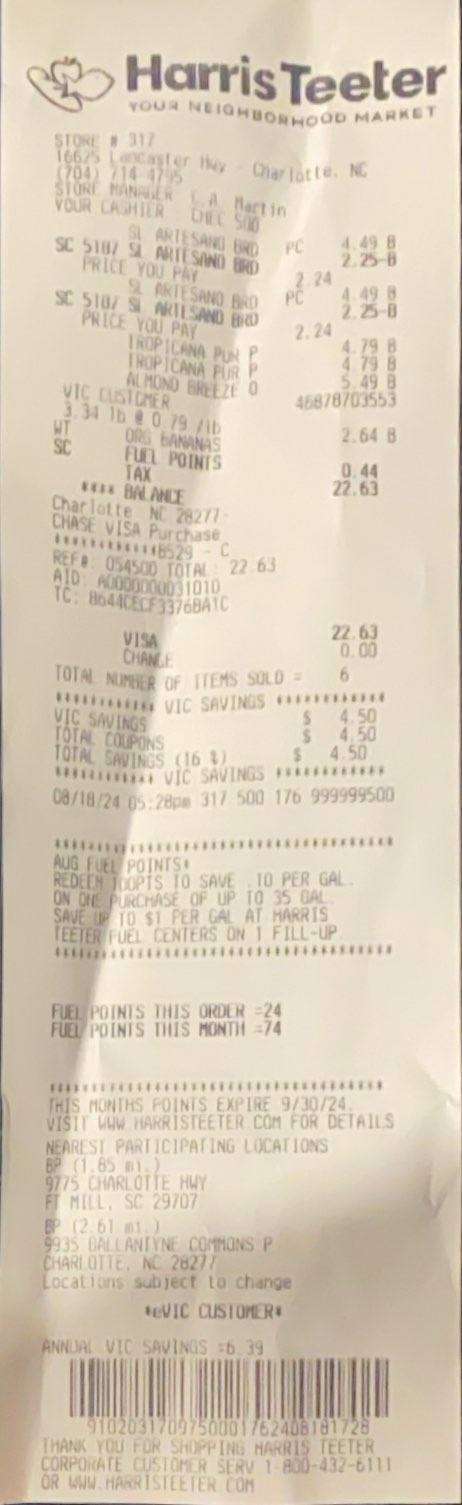 Harris Teeter
YOUR NEIGHBORHOOD MARKET
STORE # 317
16625 Lancaster Hwy - Charlotte, NC
(704) 714-4795
STORE MANAGER L.A. Martin
YOUR CASHIER CHEC 500
SL ARTESANO BRD PC 4.49 B
SC 5187 SL ARTESANO BRD 2.25-B
PRICE YOU PAY 2.24
SL ARTESANO BRD PC 4.49 B
SC 5187 SL ARTESANO BRD 2.25-B
PRICE YOU PAY 2.24
TROPICANA PUR P 4.79 B
TROPICANA PUR P 4.79 B
ALMOND BREEZE O 5.49 B
VIC CUSTOMER 46878703553
3.34 lb @ 0.79 /lb
WT ORG BANANAS 2.64 B
SC FUEL POINTS
TAX 0.44
**** BALANCE 22.63
Charlotte NC 28277-
CHASE VISA Purchase
************8529 - C
REF#: 054500 TOTAL: 22.63
AID: A0000000031010
TC: 8644CECF3376BA1C
VISA 22.63
CHANGE 0.00
TOTAL NUMBER OF ITEMS SOLD = 6
************ VIC SAVINGS ************
VIC SAVINGS $ 4.50
TOTAL COUPONS $ 4.50
TOTAL SAVINGS (16 %) $ 4.50
************ VIC SAVINGS ************
08/18/24 05:28pm 317 500 176 999999500
****************************************
AUG FUEL POINTS*
REDEEM 100PTS TO SAVE .10 PER GAL.
ON ONE PURCHASE OF UP TO 35 GAL.
SAVE UP TO $1 PER GAL AT HARRIS
TEETER FUEL CENTERS ON 1 FILL-UP
****************************************
FUEL POINTS THIS ORDER =24
FUEL POINTS THIS MONTH =74
****************************************
THIS MONTHS POINTS EXPIRE 9/30/24.
VISIT WWW.HARRISTEETER.COM FOR DETAILS
NEAREST PARTICIPATING LOCATIONS
BP (1.85 mi.)
9775 CHARLOTTE HWY
FT MILL, SC 29707
BP (2.61 mi.)
9935 BALLANTYNE COMMONS P
CHARLOTTE, NC 28277
Locations subject to change
*eVIC CUSTOMER*
ANNUAL VIC SAVINGS =6.39
9102031709750001762408181728
THANK YOU FOR SHOPPING HARRIS TEETER
CORPORATE CUSTOMER SERV 1-800-432-6111
OR WWW.HARRISTEETER.COM